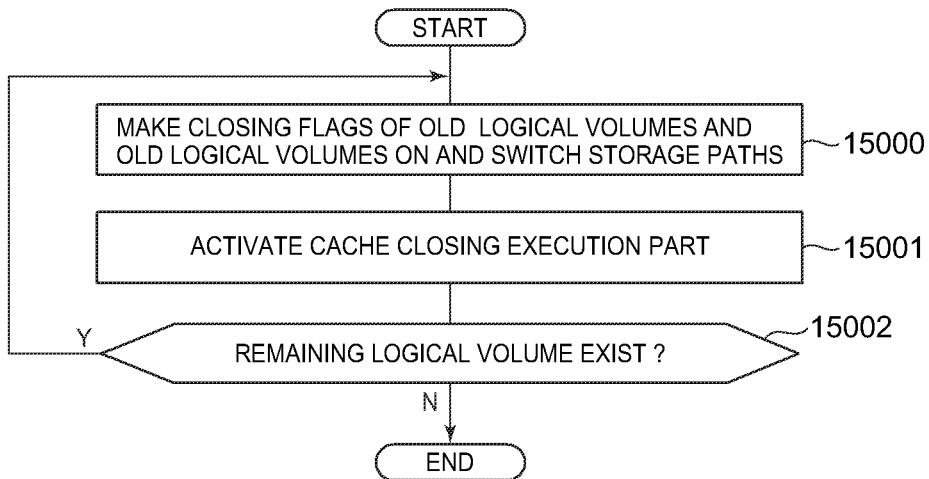 START
MAKE CLOSING FLAGS OF OLD LOGICAL VOLUMES AND
OLD LOGICAL VOLUMES ON AND SWITCH STORAGE PATHS
15000
ACTIVATE CACHE CLOSING EXECUTION PART
15001
15002
Y
REMAINING LOGICAL VOLUME EXIST ?
N
END